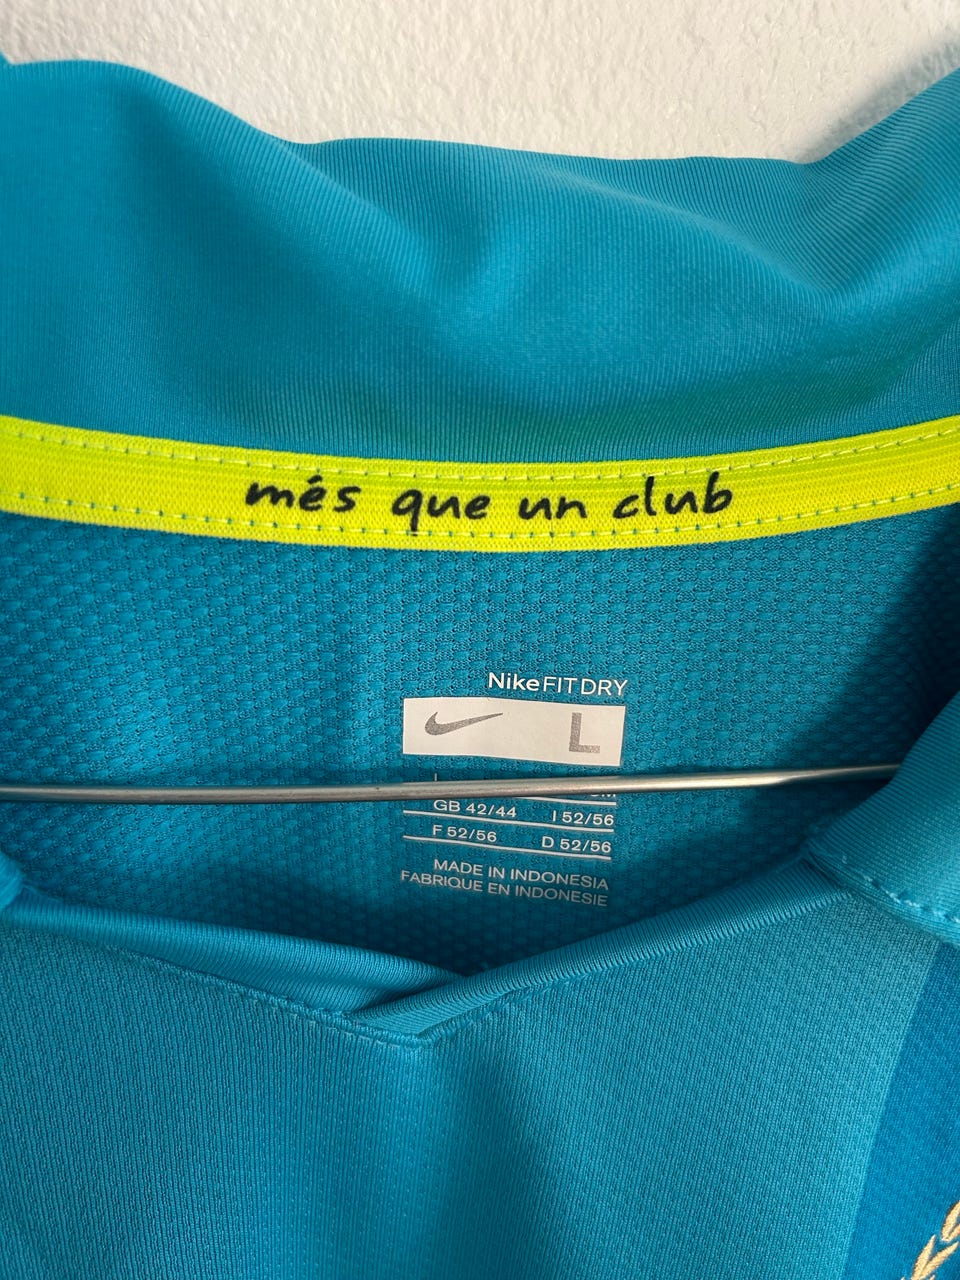 més que un club
NikeFITDRY
L
L
GB 42/44 I 52/56
F 52/56 D 52/56
MADE IN INDONESIA
FABRIQUE EN INDONESIE